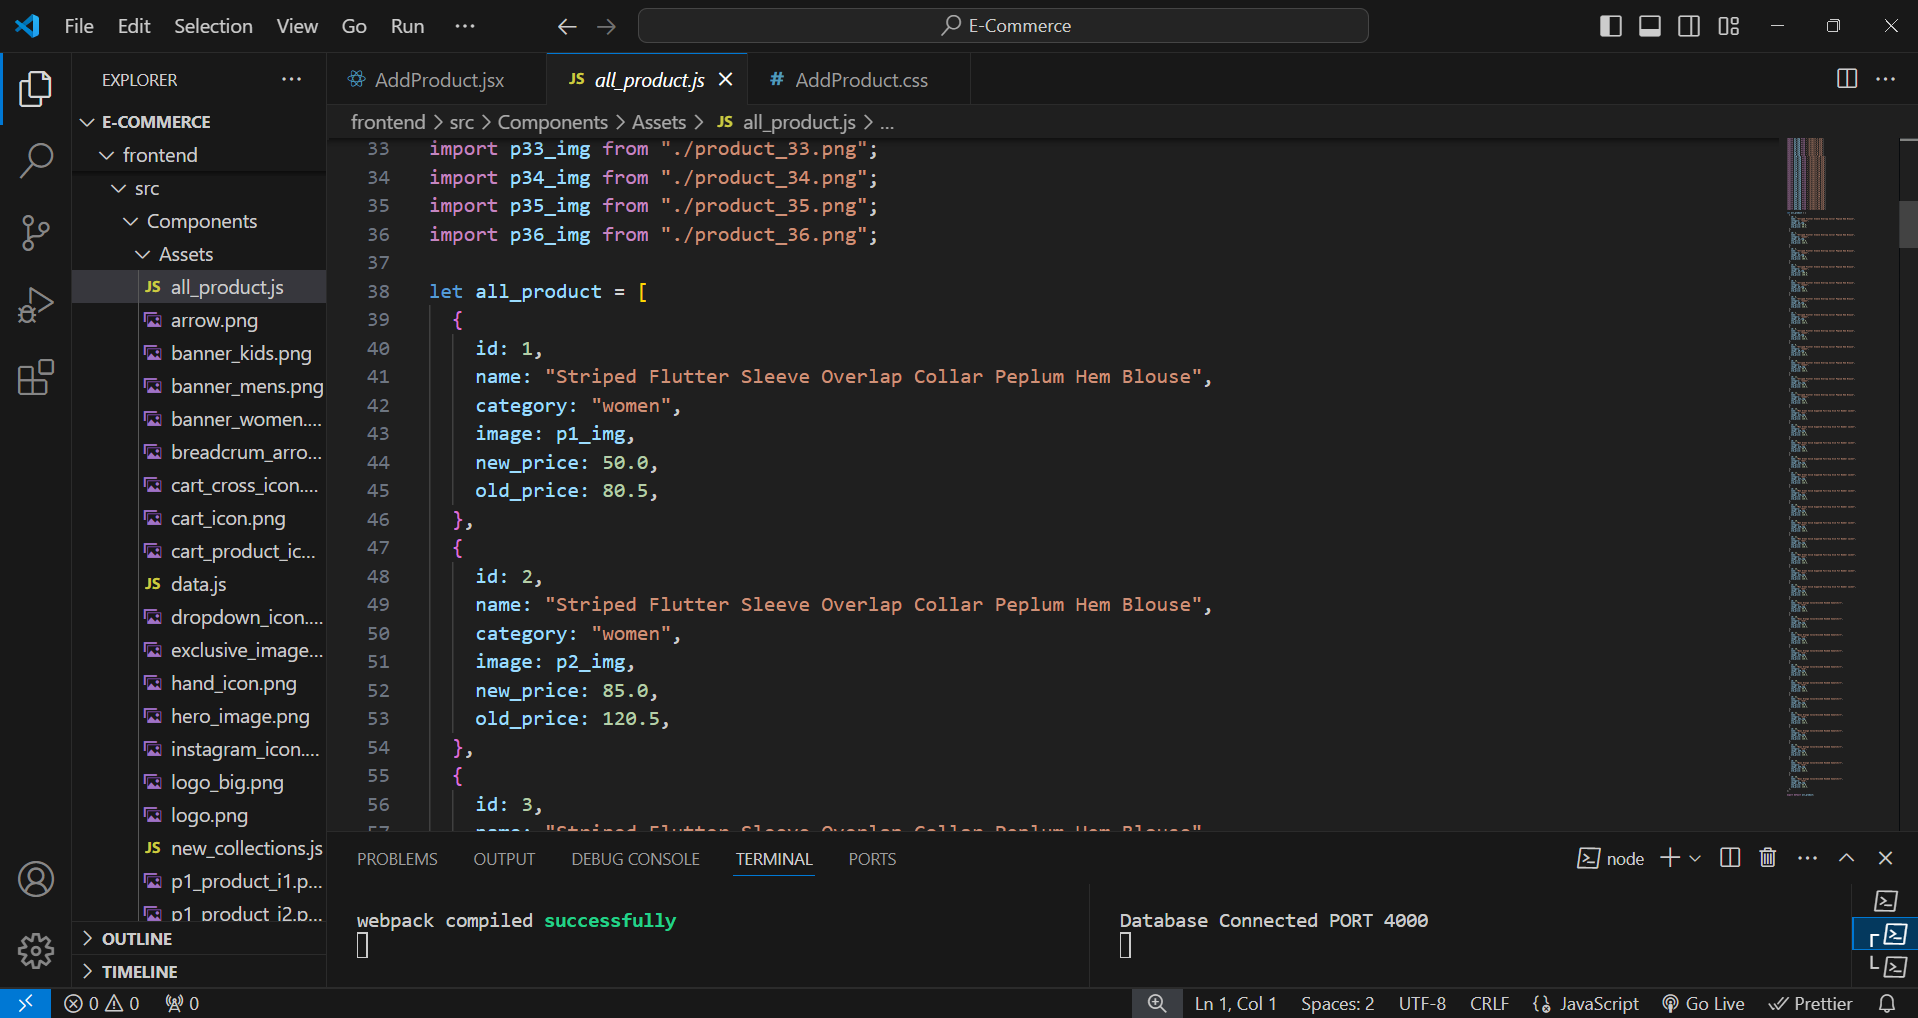 File Edit Selection View Go Run ···
E-Commerce
EXPLORER ···
E-COMMERCE
frontend
src
Components
Assets
JS all_product.js
arrow.png
banner_kids.png
banner_mens.png
banner_women....
breadcrum_arro...
cart_cross_icon....
cart_icon.png
cart_product_ic...
JS data.js
dropdown_icon....
exclusive_image...
hand_icon.png
hero_image.png
instagram_icon....
logo_big.png
logo.png
JS new_collections.js
p1_product_i1.p...
p1_product_i2.p...
OUTLINE
TIMELINE
AddProduct.jsx
JS all_product.js
# AddProduct.css
frontend > src > Components > Assets > JS all_product.js > ...
33 import p33_img from "./product_33.png";
34 import p34_img from "./product_34.png";
35 import p35_img from "./product_35.png";
36 import p36_img from "./product_36.png";
37
38 let all_product = [
39 {
40 id: 1,
41 name: "Striped Flutter Sleeve Overlap Collar Peplum Hem Blouse",
42 category: "women",
43 image: p1_img,
44 new_price: 50.0,
45 old_price: 80.5,
46 },
47 {
48 id: 2,
49 name: "Striped Flutter Sleeve Overlap Collar Peplum Hem Blouse",
50 category: "women",
51 image: p2_img,
52 new_price: 85.0,
53 old_price: 120.5,
54 },
55 {
56 id: 3,
57 name: "Striped Flutter Sleeve Overlap Collar Peplum Hem Blouse",
PROBLEMS OUTPUT DEBUG CONSOLE TERMINAL PORTS
node
webpack compiled successfully
Database Connected PORT 4000
0 0 0
Ln 1, Col 1 Spaces: 2 UTF-8 CRLF JavaScript Go Live Prettier